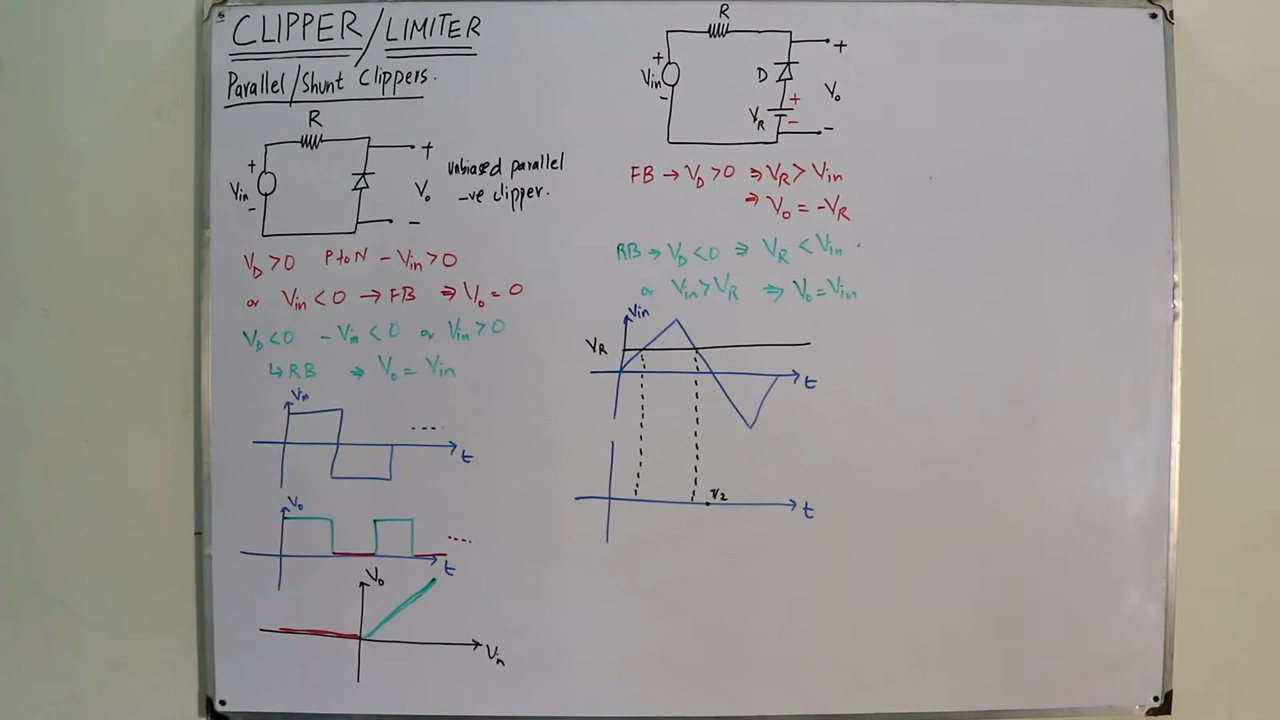 CLIPPER/LIMITER
Parallel/Shunt Clippers.
R
+
Vin
-
+
Vo
-
unbiased parallel
-ve clipper.
VD>0 P to N -Vin>0
or Vin<0 → FB ⇒ Vo=0
VD<0 -Vin<0 or Vin>0
↳RB ⇒ Vo=Vin
Vin
....
t
Vo
....
t
Vo
Vin
R
+
Vin
-
D
+
VR
-
+
Vo
-
FB → VD>0 ⇒ VR>Vin
⇒ Vo=-VR
RB → VD<0 ⇒ VR<Vin
or Vin>VR ⇒ Vo=Vin
Vin
VR
t
t